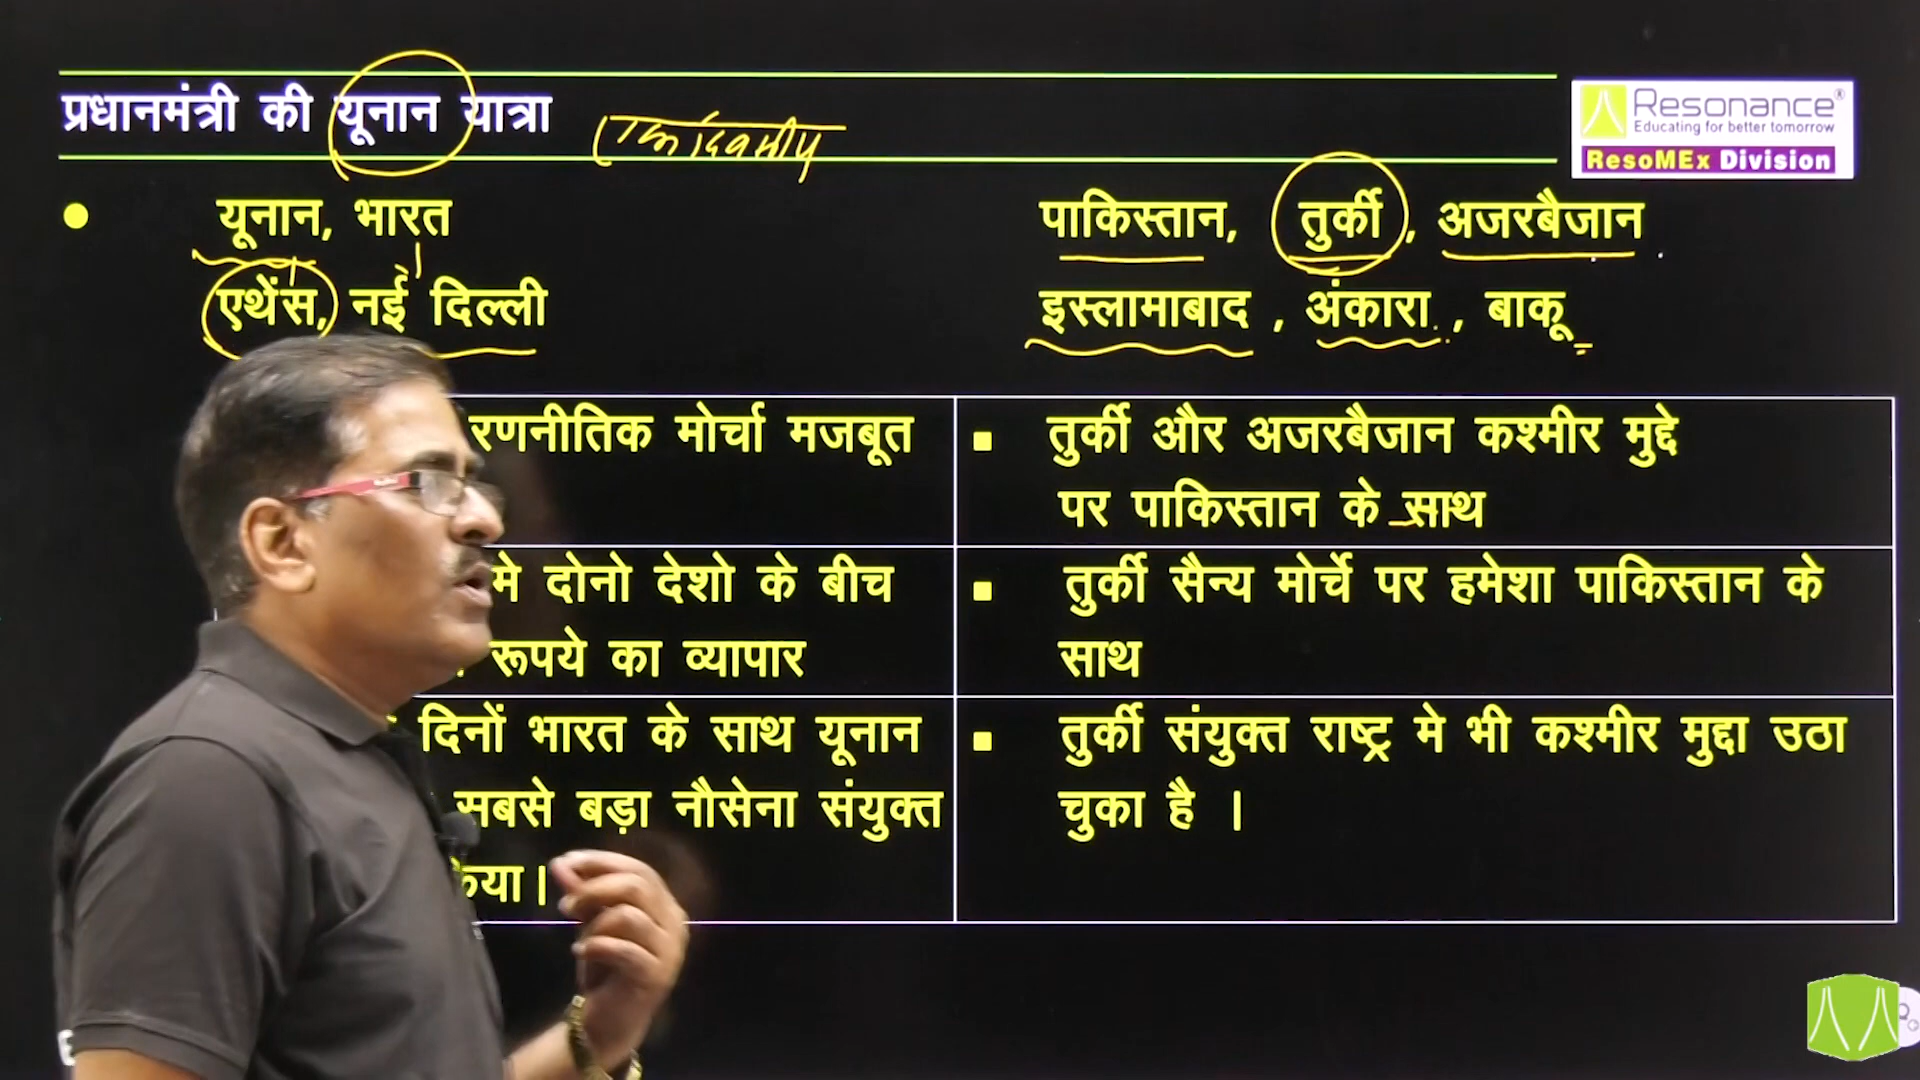 प्रधानमंत्री की यूनान यात्रा
Resonance®
Educating for better tomorrow
ResoMEx Division
यूनान, भारत
एथेंस, नई दिल्ली
पाकिस्तान, तुर्की, अजरबैजान
इस्लामाबाद, अंकारा, बाकू
रणनीतिक मोर्चा मजबूत
मे दोनो देशो के बीच
रूपये का व्यापार
दिनों भारत के साथ यूनान
सबसे बड़ा नौसेना संयुक्त
तुर्की और अजरबैजान कश्मीर मुद्दे
पर पाकिस्तान के साथ
तुर्की सैन्य मोर्चे पर हमेशा पाकिस्तान के
साथ
तुर्की संयुक्त राष्ट्र मे भी कश्मीर मुद्दा उठा
चुका है ।